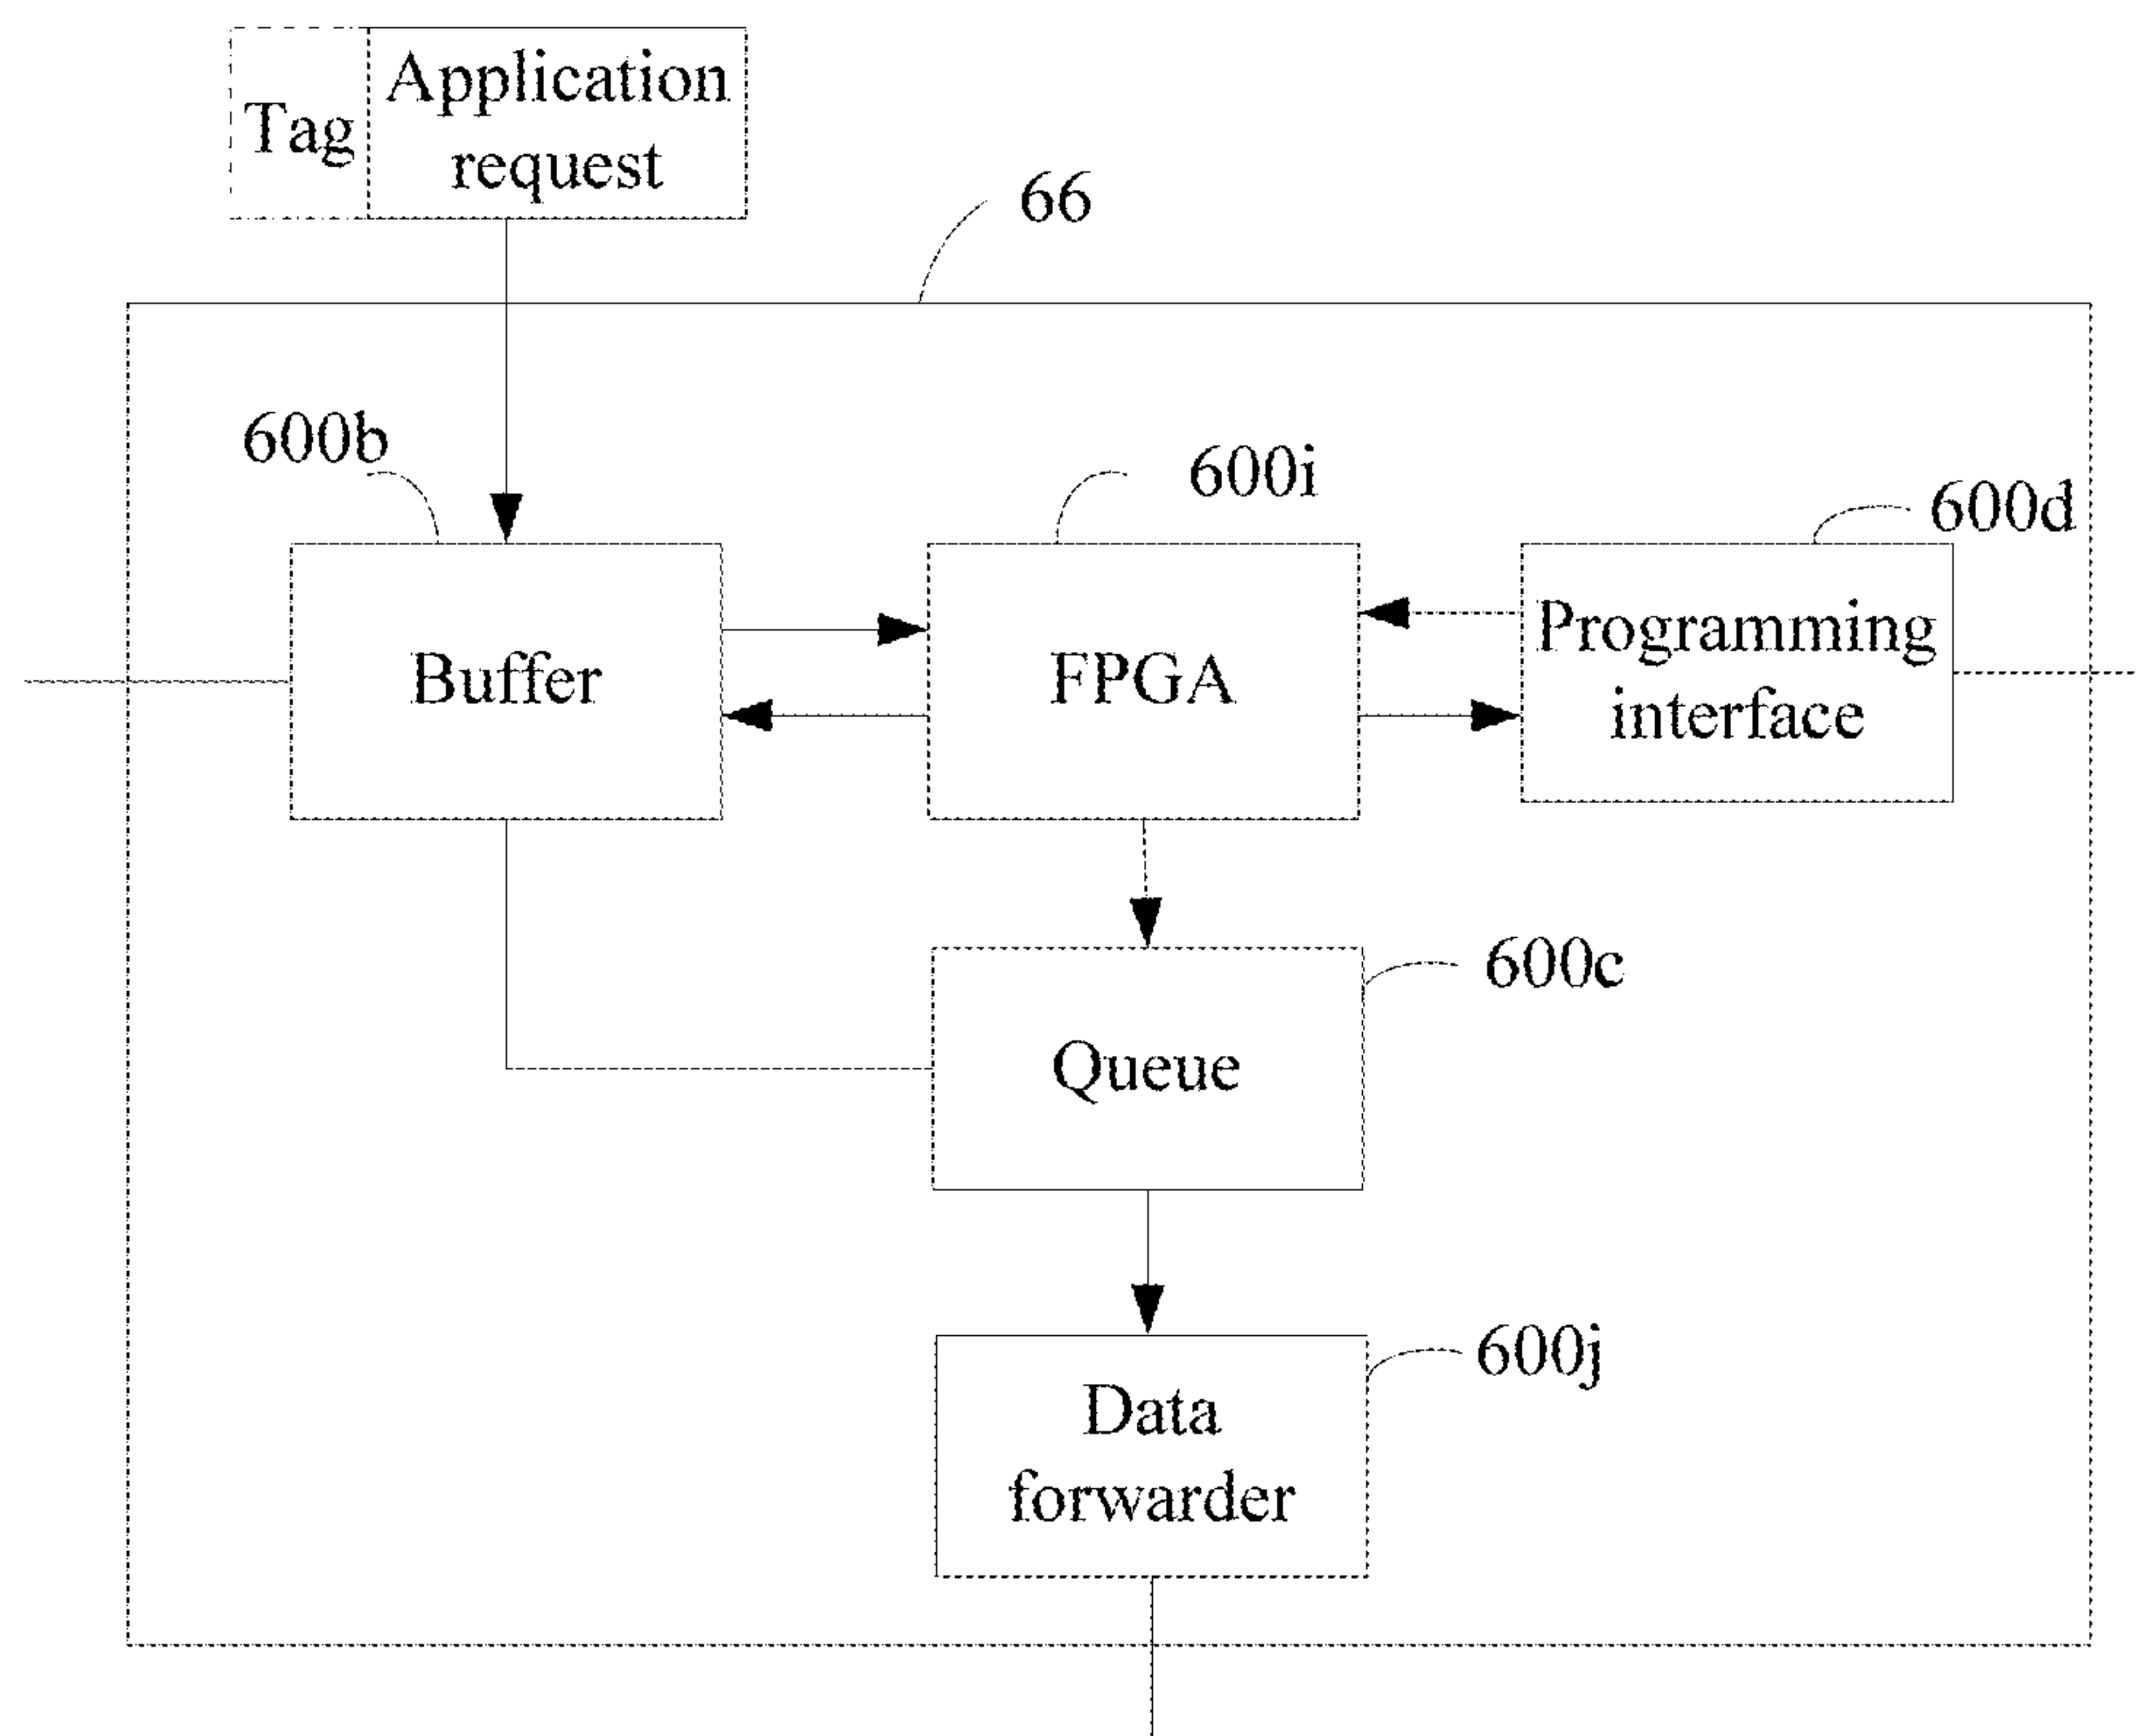 Tag
Application
request
66
600b
600i
600d
Buffer
FPGA
Programming
interface
600c
Queue
600j
Data
forwarder